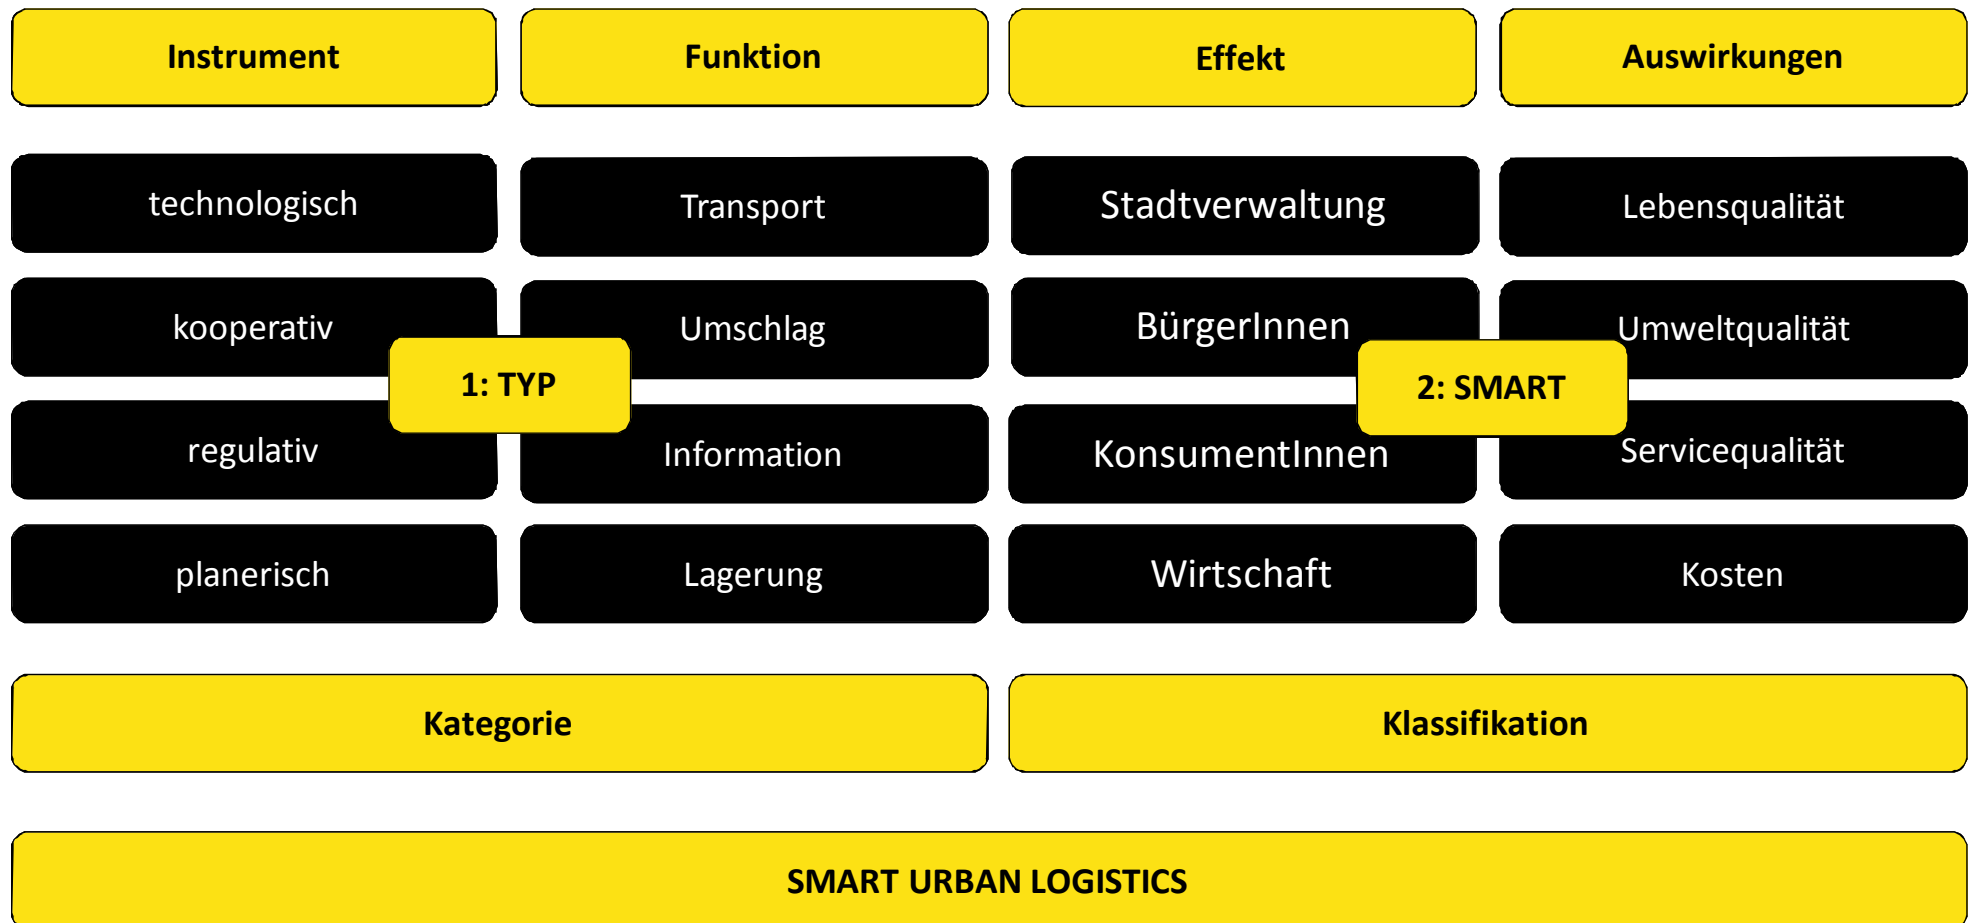 Instrument
Funktion
Effekt
Auswirkungen
technologisch
Transport
Stadtverwaltung
Lebensqualität
kooperativ
Umschlag
BürgerInnen
Umweltqualität
1: TYP
2: SMART
regulativ
Information
KonsumentInnen
Servicequalität
planerisch
Lagerung
Wirtschaft
Kosten
Kategorie
Klassifikation
SMART URBAN LOGISTICS